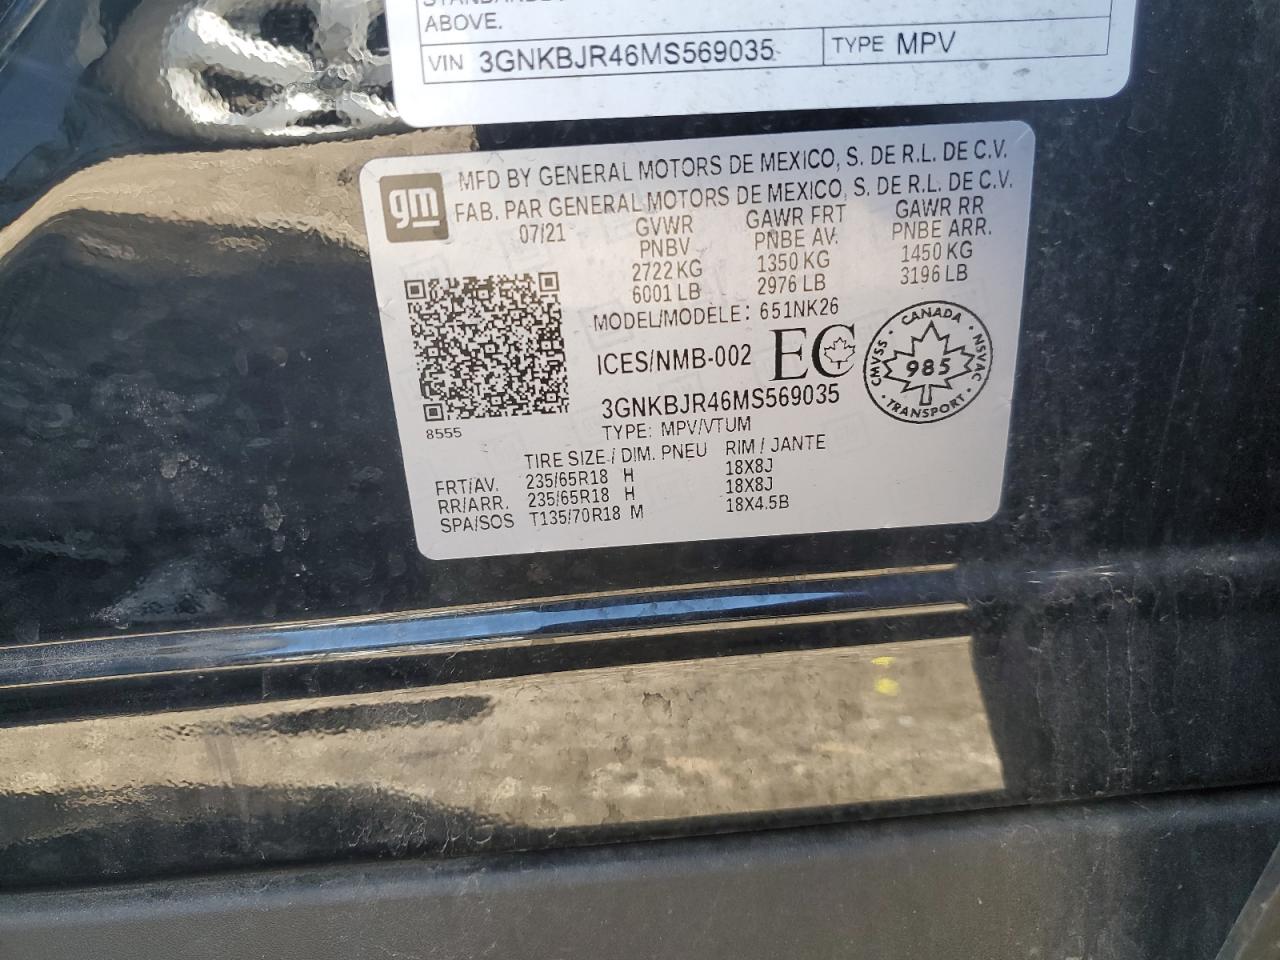 ABOVE.
VIN 3GNKBJR46MS569035 TYPE MPV
gm
MFD BY GENERAL MOTORS DE MEXICO, S. DE R.L. DE C.V.
FAB. PAR GENERAL MOTORS DE MEXICO, S. DE R.L. DE C.V.
07/21 GVWR GAWR FRT GAWR RR
PNBV PNBE AV. PNBE ARR.
2722 KG 1350 KG 1450 KG
6001 LB 2976 LB 3196 LB
MODEL/MODÈLE: 651NK26
ICES/NMB-002 EC
CANADA
CMVSS • NSVAC
985
TRANSPORT
3GNKBJR46MS569035
8555
TYPE: MPV/VTUM
TIRE SIZE / DIM. PNEU RIM / JANTE
FRT/AV. 235/65R18 H 18X8J
RR/ARR. 235/65R18 H 18X8J
SPA/SOS T135/70R18 M 18X4.5B